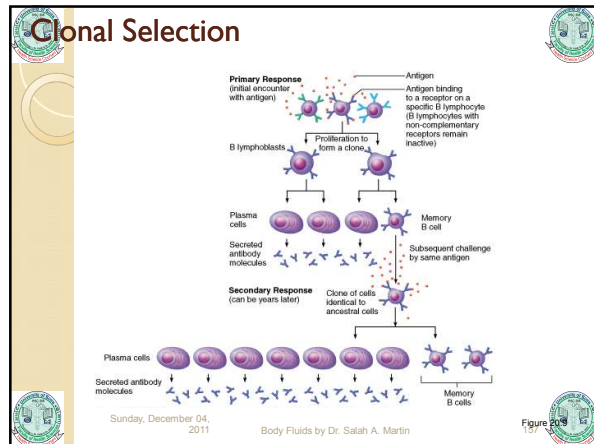 Clonal Selection
Primary Response
(initial encounter
with antigen)
Antigen
Antigen binding
to a receptor on a
specific B lymphocyte
(B lymphocytes with
non-complementary
receptors remain
inactive)
Proliferation to
form a clone
B lymphoblasts
Plasma
cells
Memory
B cell
Secreted
antibody
molecules
Subsequent challenge
by same antigen
Secondary Response
(can be years later)
Clone of cells
identical to
ancestral cells
Plasma cells
Secreted antibody
molecules
Memory
B cells
Sunday, December 04,
2011
Body Fluids by Dr. Salah A. Martin
Figure 20.9